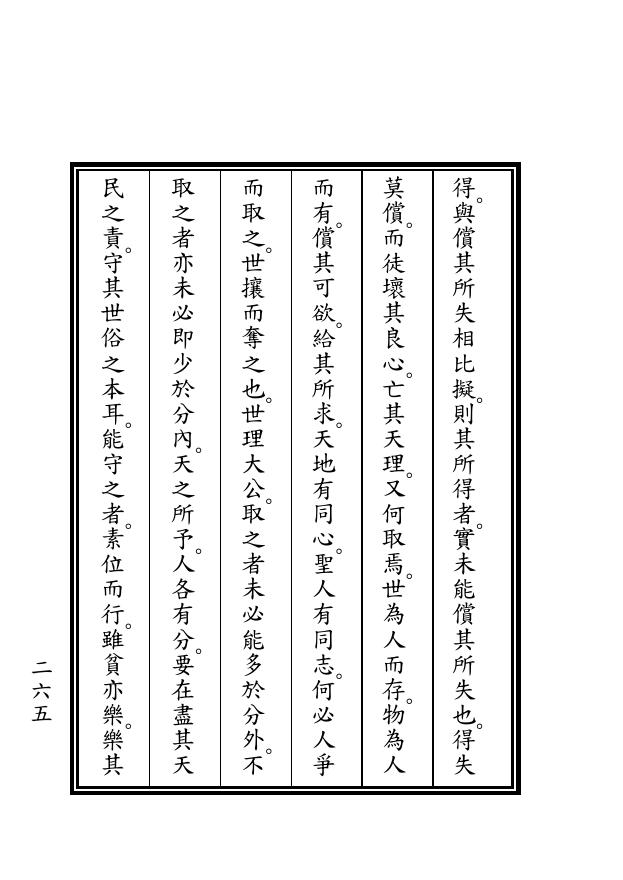 得。與償其所失相比擬。則其所得者。實未能償其所失也。得失
莫償。而徒壞其良心。亡其天理。又何取焉。世為人而存。物為人
而有。償其可欲。給其所求。天地有同心。聖人有同志。何必人爭
而取之。世攘而奪之也。世理大公。取之者未必能多於分外。不
取之者亦未必即少於分內。天之所予。人各有分。要在盡其天
民之責。守其世俗之本耳。能守之者。素位而行。雖貧亦樂。樂其
二六五